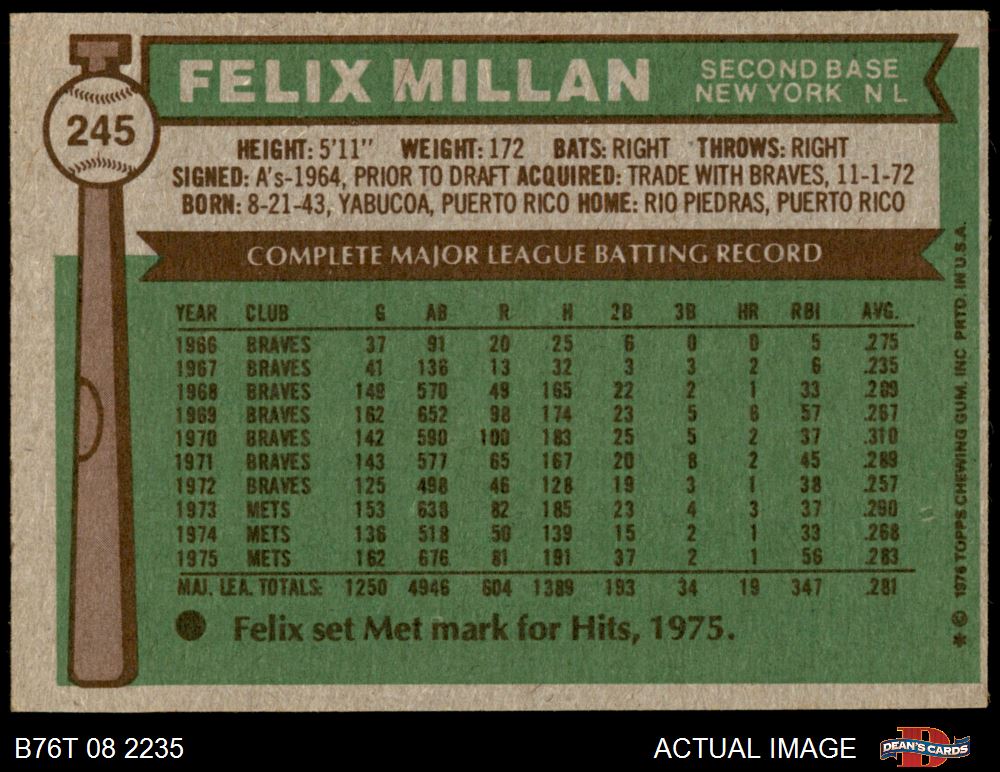 FELIX MILLAN
SECOND BASE
NEW YORK N L
245
HEIGHT: 5'11" WEIGHT: 172 BATS: RIGHT THROWS: RIGHT
SIGNED: A's-1964, PRIOR TO DRAFT ACQUIRED: TRADE WITH BRAVES, 11-1-72
BORN: 8-21-43, YABUCOA, PUERTO RICO HOME: RIO PIEDRAS, PUERTO RICO
COMPLETE MAJOR LEAGUE BATTING RECORD
YEAR CLUB G AB R H 2B 3B HR RBI AVG.
1966 BRAVES 37 91 20 25 6 0 0 5 .275
1967 BRAVES 41 136 13 32 3 3 2 6 .235
1968 BRAVES 149 570 49 165 22 2 1 33 .289
1969 BRAVES 162 652 98 174 23 5 6 57 .267
1970 BRAVES 142 590 100 183 25 5 2 37 .310
1971 BRAVES 143 577 65 167 20 8 2 45 .289
1972 BRAVES 125 498 46 128 19 3 1 38 .257
1973 METS 153 638 82 185 23 4 3 37 .290
1974 METS 136 518 50 139 15 2 1 33 .268
1975 METS 162 676 81 191 37 2 1 56 .283
MAJ. LEA. TOTALS: 1250 4946 604 1389 193 34 19 347 .281
Felix set Met mark for Hits, 1975.
* © 1976 TOPPS CHEWING GUM, INC PRTD. IN U.S.A.
B76T 08 2235
ACTUAL IMAGE
DEAN'S CARDS